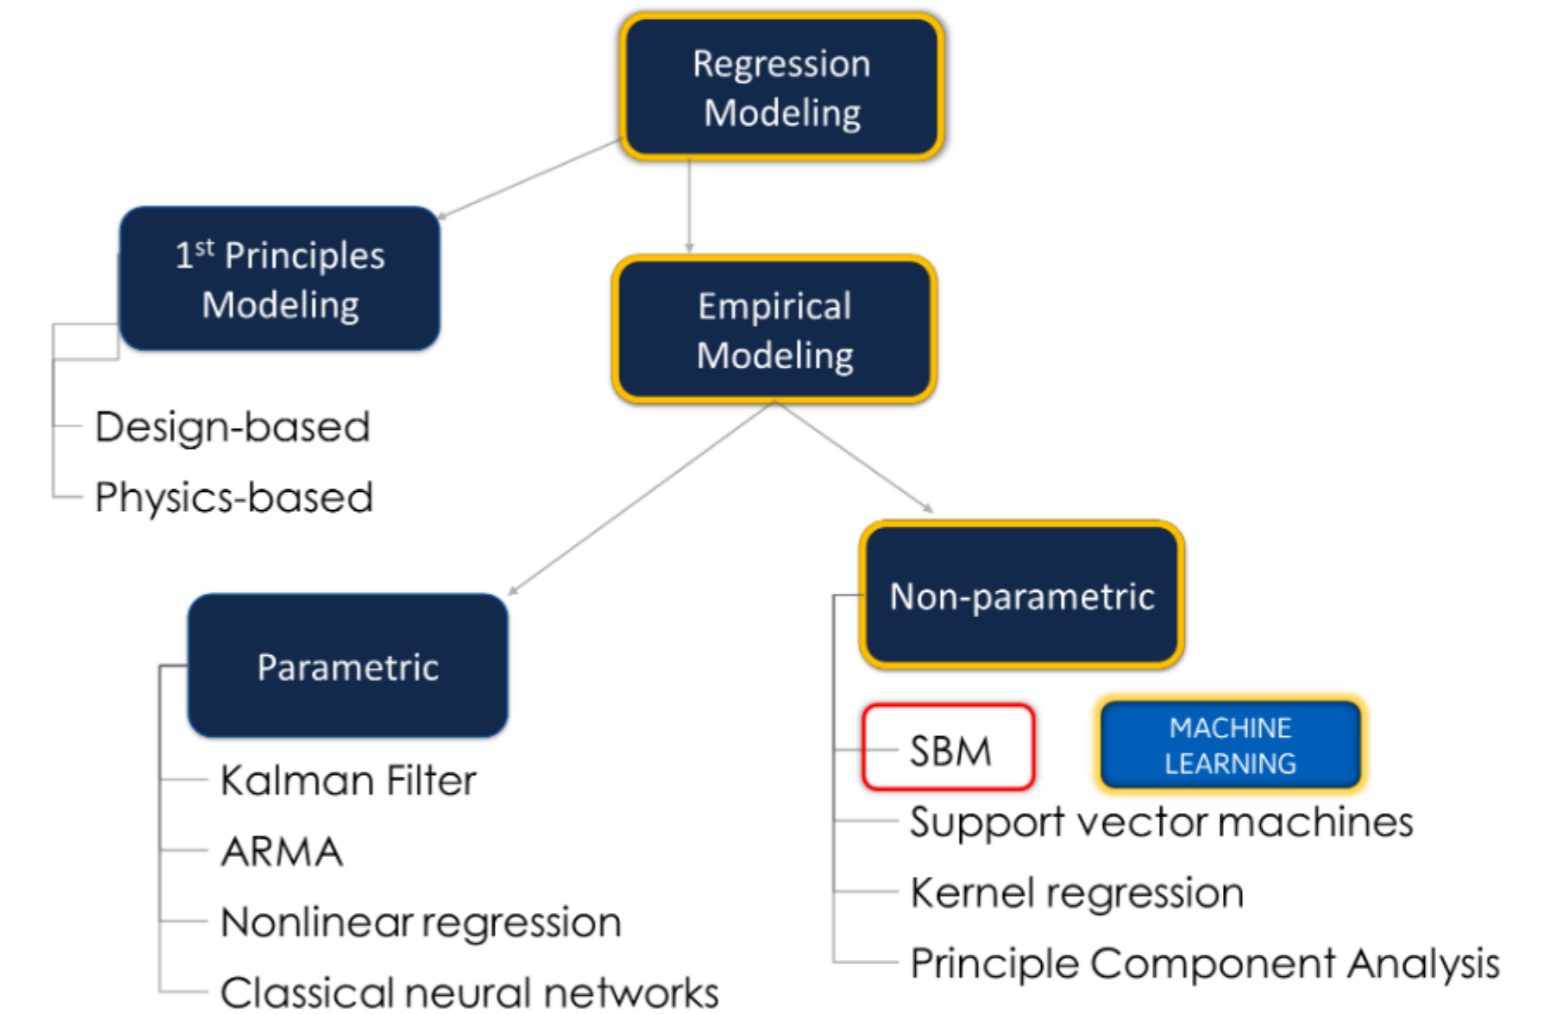 Regression
Modeling
1st Principles
Modeling
Empirical
Modeling
Design-based
Physics-based
Parametric
Kalman Filter
ARMA
Nonlinear regression
Classical neural networks
Non-parametric
SBM
MACHINE
LEARNING
Support vector machines
Kernel regression
Principle Component Analysis